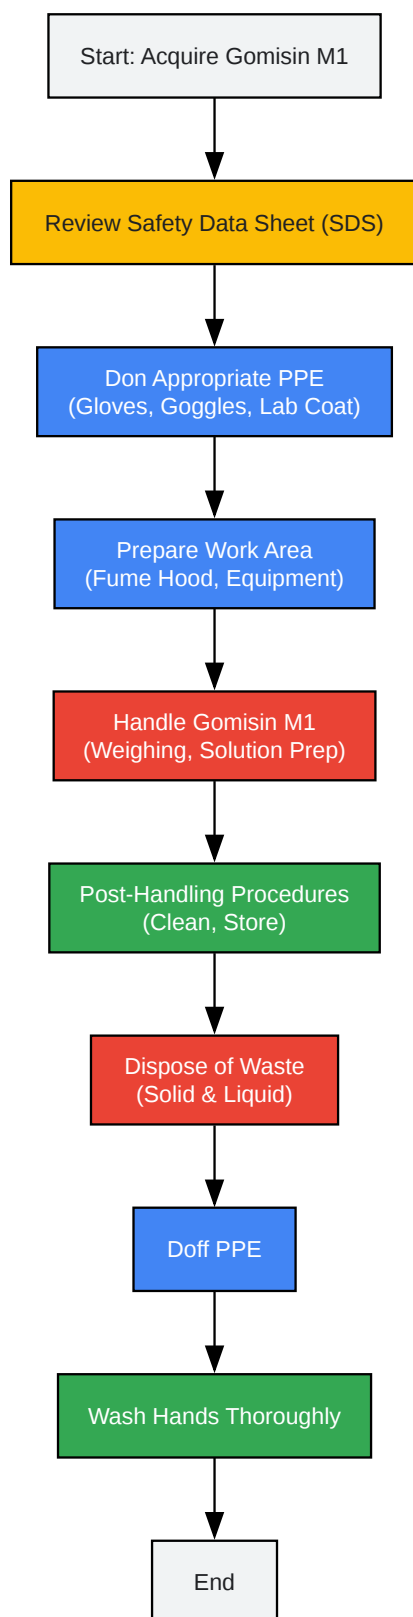 Start: Acquire Gomisin M1
Review Safety Data Sheet (SDS)
Don Appropriate PPE
(Gloves, Goggles, Lab Coat)
Prepare Work Area
(Fume Hood, Equipment)
Handle Gomisin M1
(Weighing, Solution Prep)
Post-Handling Procedures
(Clean, Store)
Dispose of Waste
(Solid & Liquid)
Doff PPE
Wash Hands Thoroughly
End